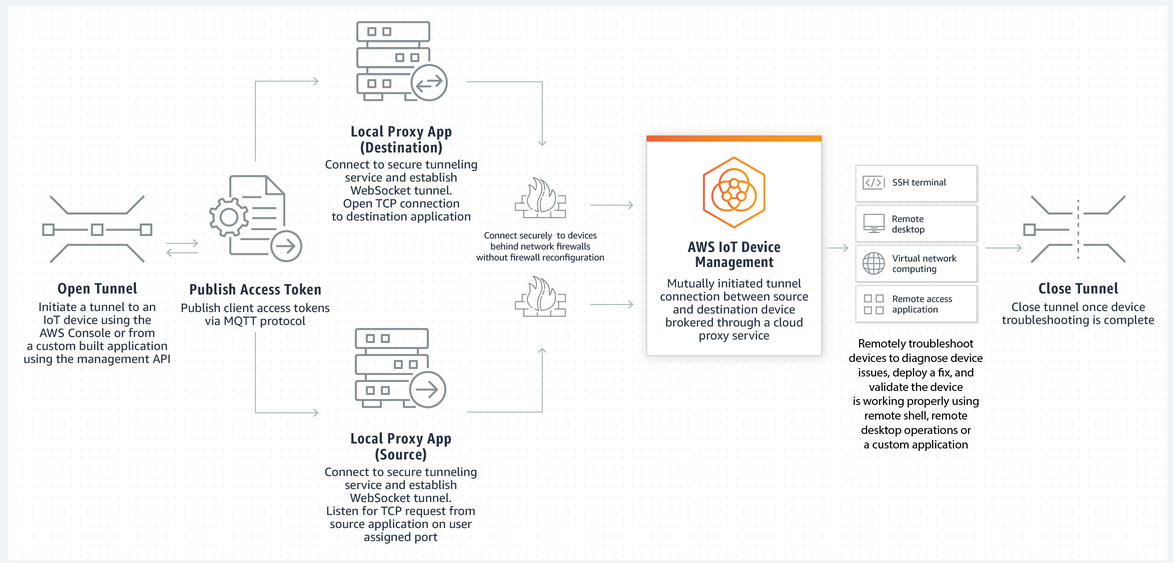 Open Tunnel
Initiate a tunnel to an
IoT device using the
AWS Console or from
a custom built application
using the management API
Publish Access Token
Publish client access tokens
via MQTT protocol
Local Proxy App
(Destination)
Connect to secure tunneling
service and establish
WebSocket tunnel.
Open TCP connection
to destination application
Local Proxy App
(Source)
Connect to secure tunneling
service and establish
WebSocket tunnel.
Listen for TCP request from
source application on user
assigned port
Connect securely to devices
behind network firewalls
without firewall reconfiguration
AWS IoT Device
Management
Mutually initiated tunnel
connection between source
and destination device
brokered through a cloud
proxy service
SSH terminal
Remote
desktop
Virtual network
computing
Remote access
application
Remotely troubleshoot
devices to diagnose device
issues, deploy a fix, and
validate the device
is working properly using
remote shell, remote
desktop operations or
a custom application
Close Tunnel
Close tunnel once device
troubleshooting is complete